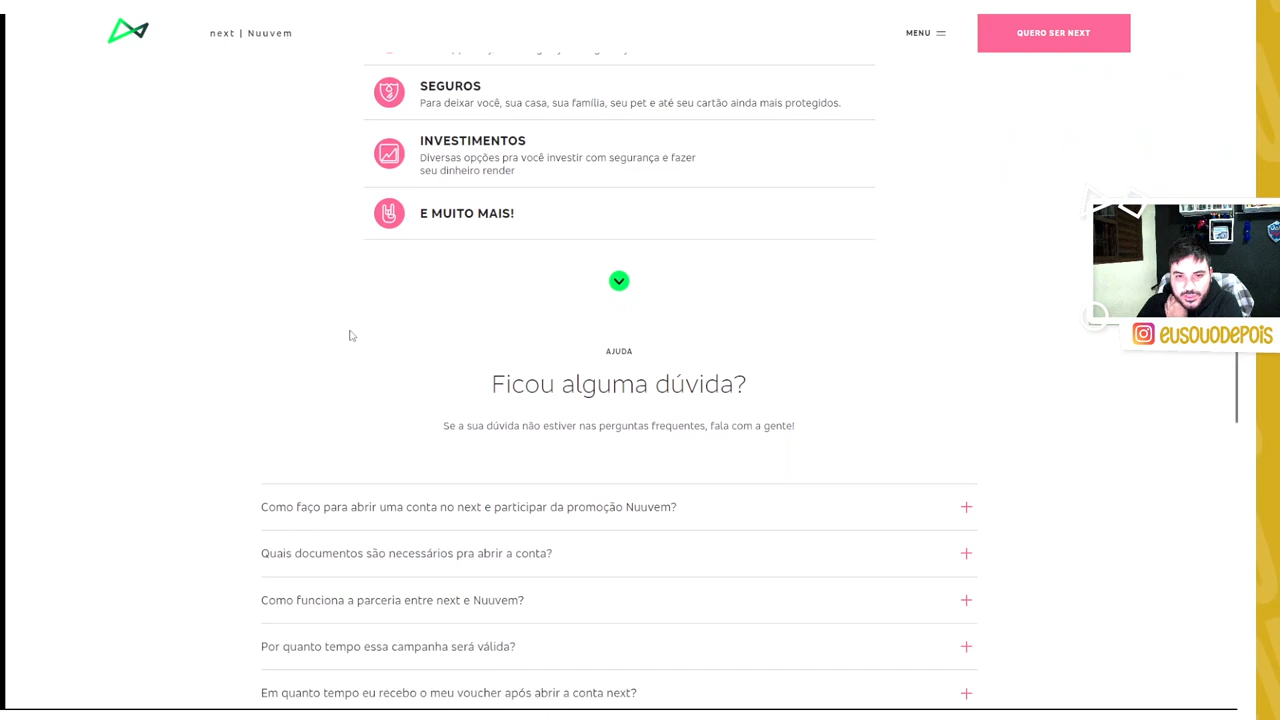 next | Nuuvem
MENU
QUERO SER NEXT
SEGUROS
Para deixar você, sua casa, sua família, seu pet e até seu cartão ainda mais protegidos.
INVESTIMENTOS
Diversas opções pra você investir com segurança e fazer
seu dinheiro render
E MUITO MAIS!
EUSOUODEPOIS
AJUDA
Ficou alguma dúvida?
Se a sua dúvida não estiver nas perguntas frequentes, fala com a gente!
Como faço para abrir uma conta no next e participar da promoção Nuuvem?
Quais documentos são necessários pra abrir a conta?
Como funciona a parceria entre next e Nuuvem?
Por quanto tempo essa campanha será válida?
Em quanto tempo eu recebo o meu voucher após abrir a conta next?